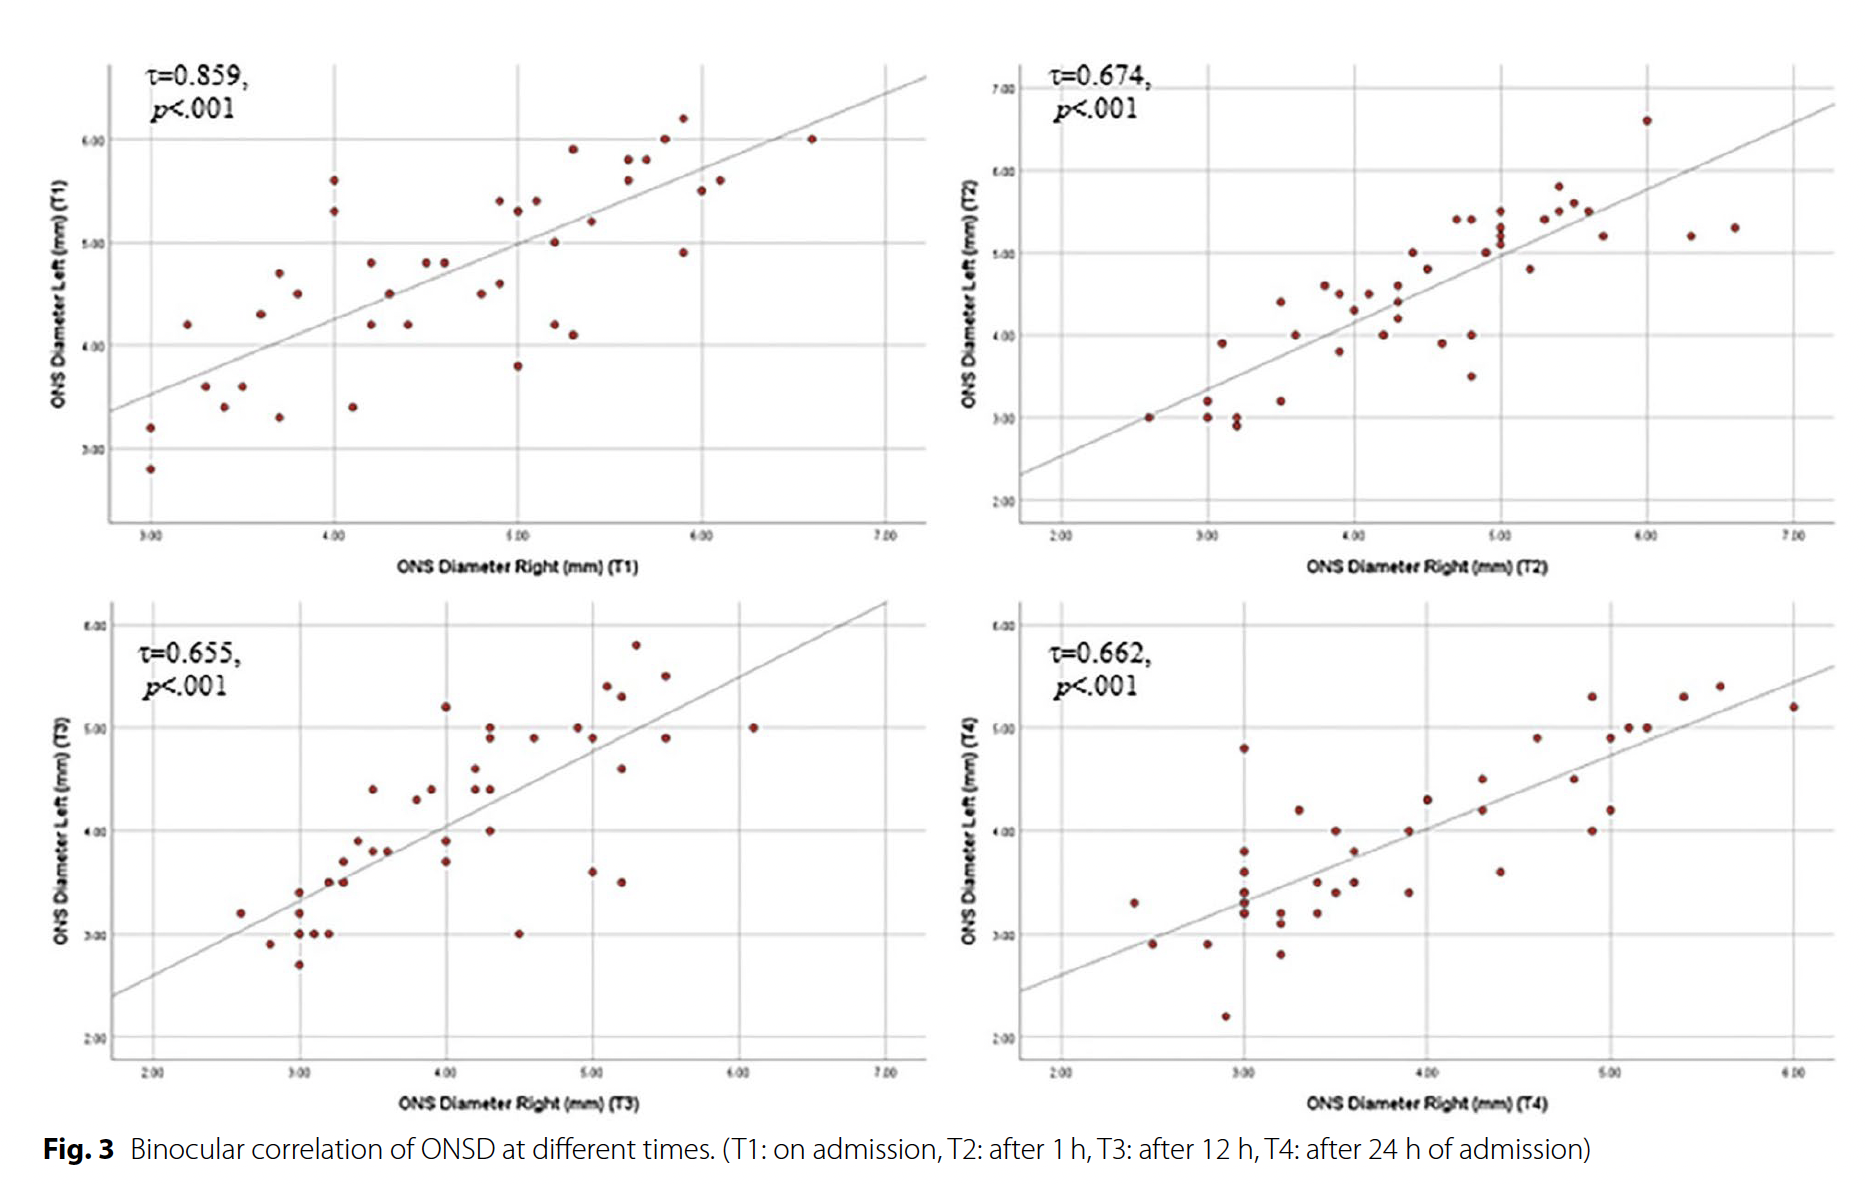 τ=0.859,
p<.001
6.00
5.00
4.00
3.00
ONS Diameter Left (mm) (T1)
3.00 4.00 5.00 6.00 7.00
ONS Diameter Right (mm) (T1)
τ=0.674,
p<.001
7.00
6.00
5.00
4.00
3.00
2.00
ONS Diameter Left (mm) (T2)
2.00 3.00 4.00 5.00 6.00 7.00
ONS Diameter Right (mm) (T2)
τ=0.655,
p<.001
6.00
5.00
4.00
3.00
2.00
ONS Diameter Left (mm) (T3)
2.00 3.00 4.00 5.00 6.00 7.00
ONS Diameter Right (mm) (T3)
τ=0.662,
p<.001
6.00
5.00
4.00
3.00
2.00
ONS Diameter Left (mm) (T4)
2.00 3.00 4.00 5.00 6.00
ONS Diameter Right (mm) (T4)
Fig. 3 Binocular correlation of ONSD at different times. (T1: on admission, T2: after 1 h, T3: after 12 h, T4: after 24 h of admission)